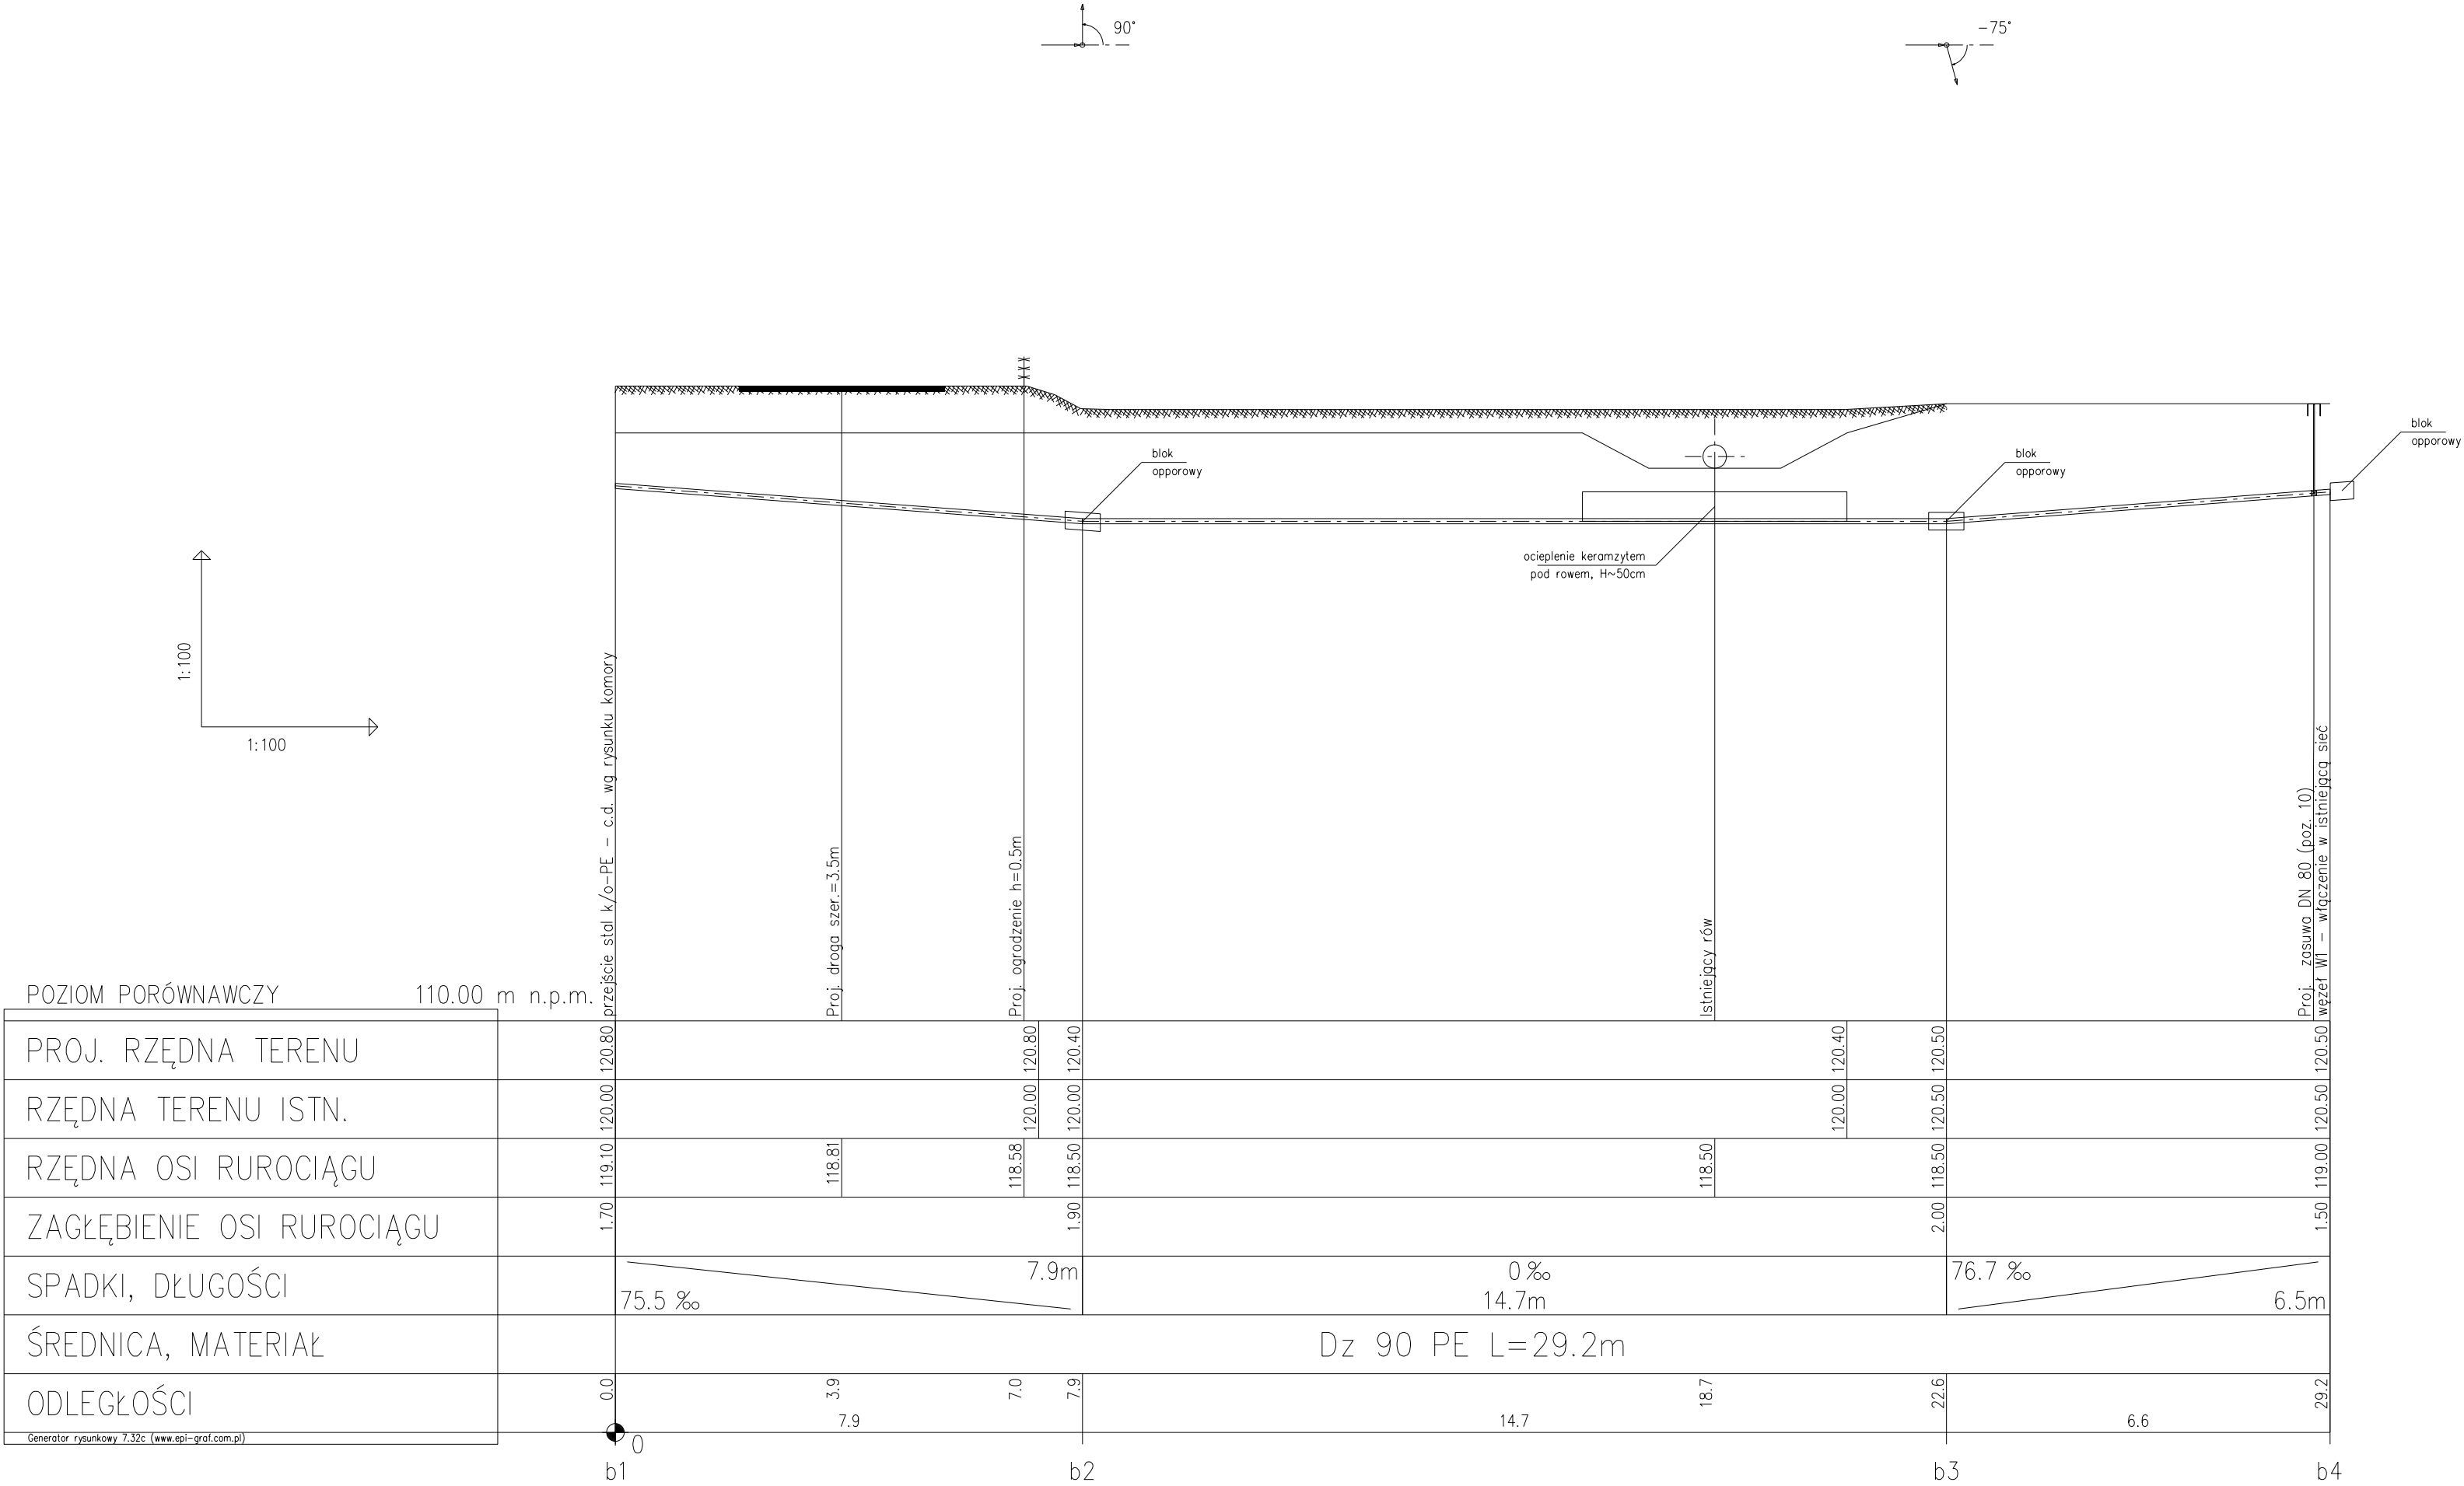 90°
-75°
blok
opporowy
blok
opporowy
blok
opporowy
ocieplenie keramzytem
pod rowem, H~50cm
1:100
1:100
przejście stal k/o-PE - c.d. wg rysunku komory
Proj. droga szer.=3.5m
Proj. ogrodzenie h=0.5m
Istniejący rów
Proj. zasuwa DN 80 (poz. 10)
węzeł W1 - włączenie w istniejącą sieć
POZIOM PORÓWNAWCZY 110.00 m n.p.m.
PROJ. RZĘDNA TERENU 120.80 120.80 120.40 120.40 120.50 120.50
RZĘDNA TERENU ISTN. 120.00 120.00 120.00 120.00 120.50 120.50
RZĘDNA OSI RUROCIĄGU 119.10 118.81 118.58 118.50 118.50 118.50 119.00
ZAGŁĘBIENIE OSI RUROCIĄGU 1.70 1.90 2.00 1.50
SPADKI, DŁUGOŚCI
7.9m 0‰ 76.7 ‰
75.5 ‰ 14.7m 6.5m
ŚREDNICA, MATERIAŁ Dz 90 PE L=29.2m
ODLEGŁOŚCI 0.0 3.9 7.0 7.9 18.7 22.6 29.2
7.9 14.7 6.6
Generator rysunkowy 7.32c (www.epi-graf.com.pl)
0
b1 b2 b3 b4